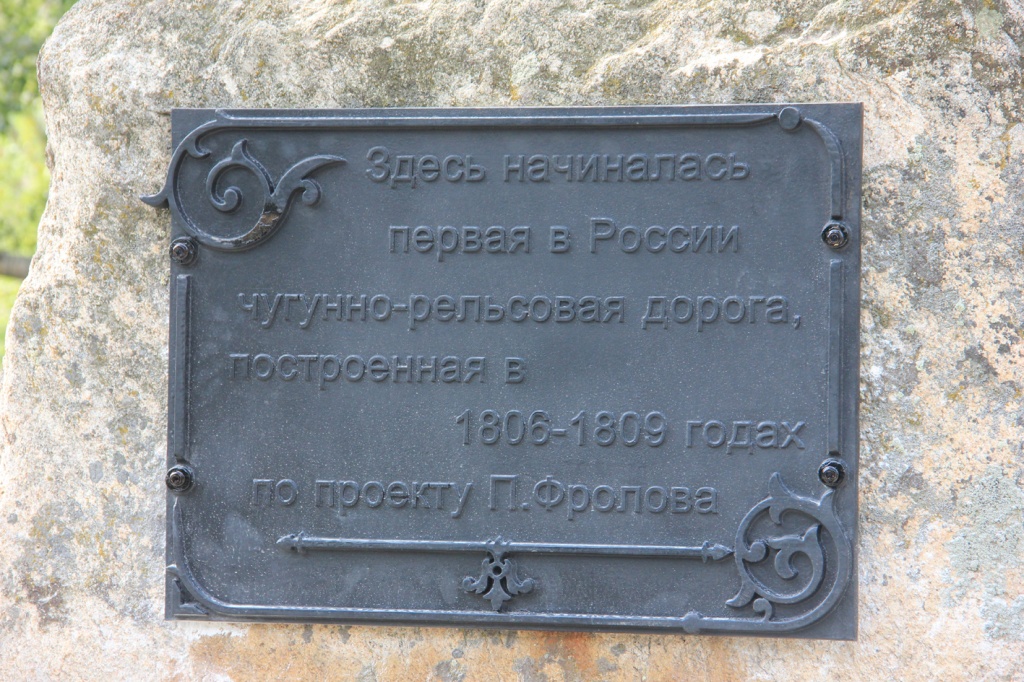 Здесь начиналась
первая в России
чугунно-рельсовая дорога,
построенная в
1806-1809 годах
по проекту П.Фролова